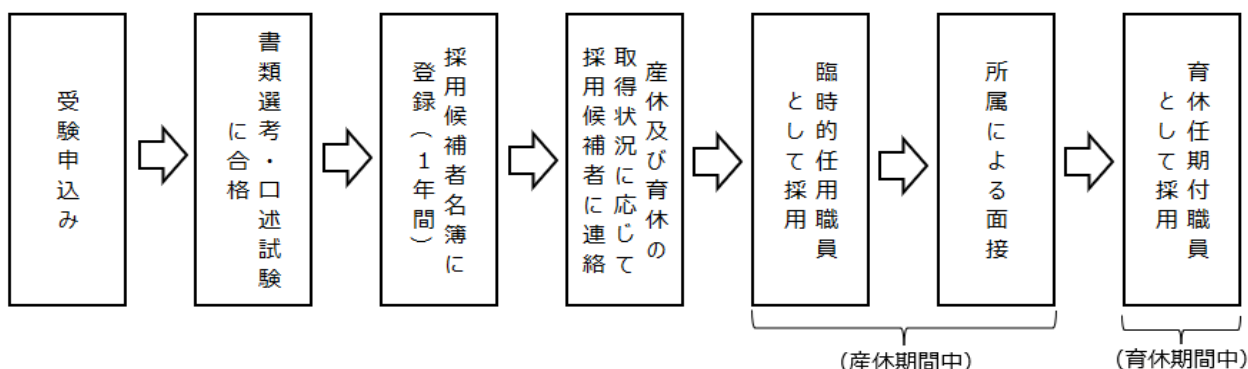 受験申込み
書類選考・口述試験
に合格
採用候補者名簿に
登録（１年間）
産休及び育休の
取得状況に応じて
採用候補者に連絡
臨時的任用職員
として採用
所属による面接
育休任期付職員
として採用
(産休期間中)
(育休期間中)